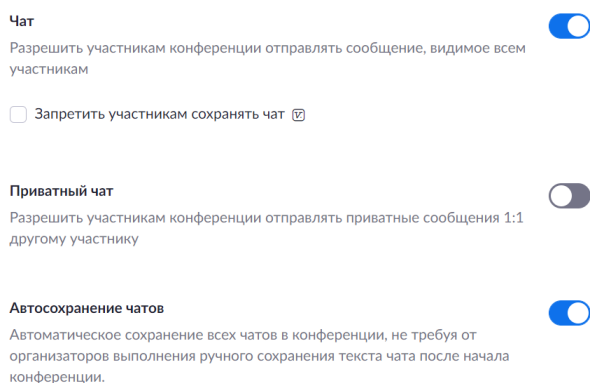 Чат
Разрешить участникам конференции отправлять сообщение, видимое всем
участникам
Запретить участникам сохранять чат
Приватный чат
Разрешить участникам конференции отправлять приватные сообщения 1:1
другому участнику
Автосохранение чатов
Автоматическое сохранение всех чатов в конференции, не требуя от
организаторов выполнения ручного сохранения текста чата после начала
конференции.